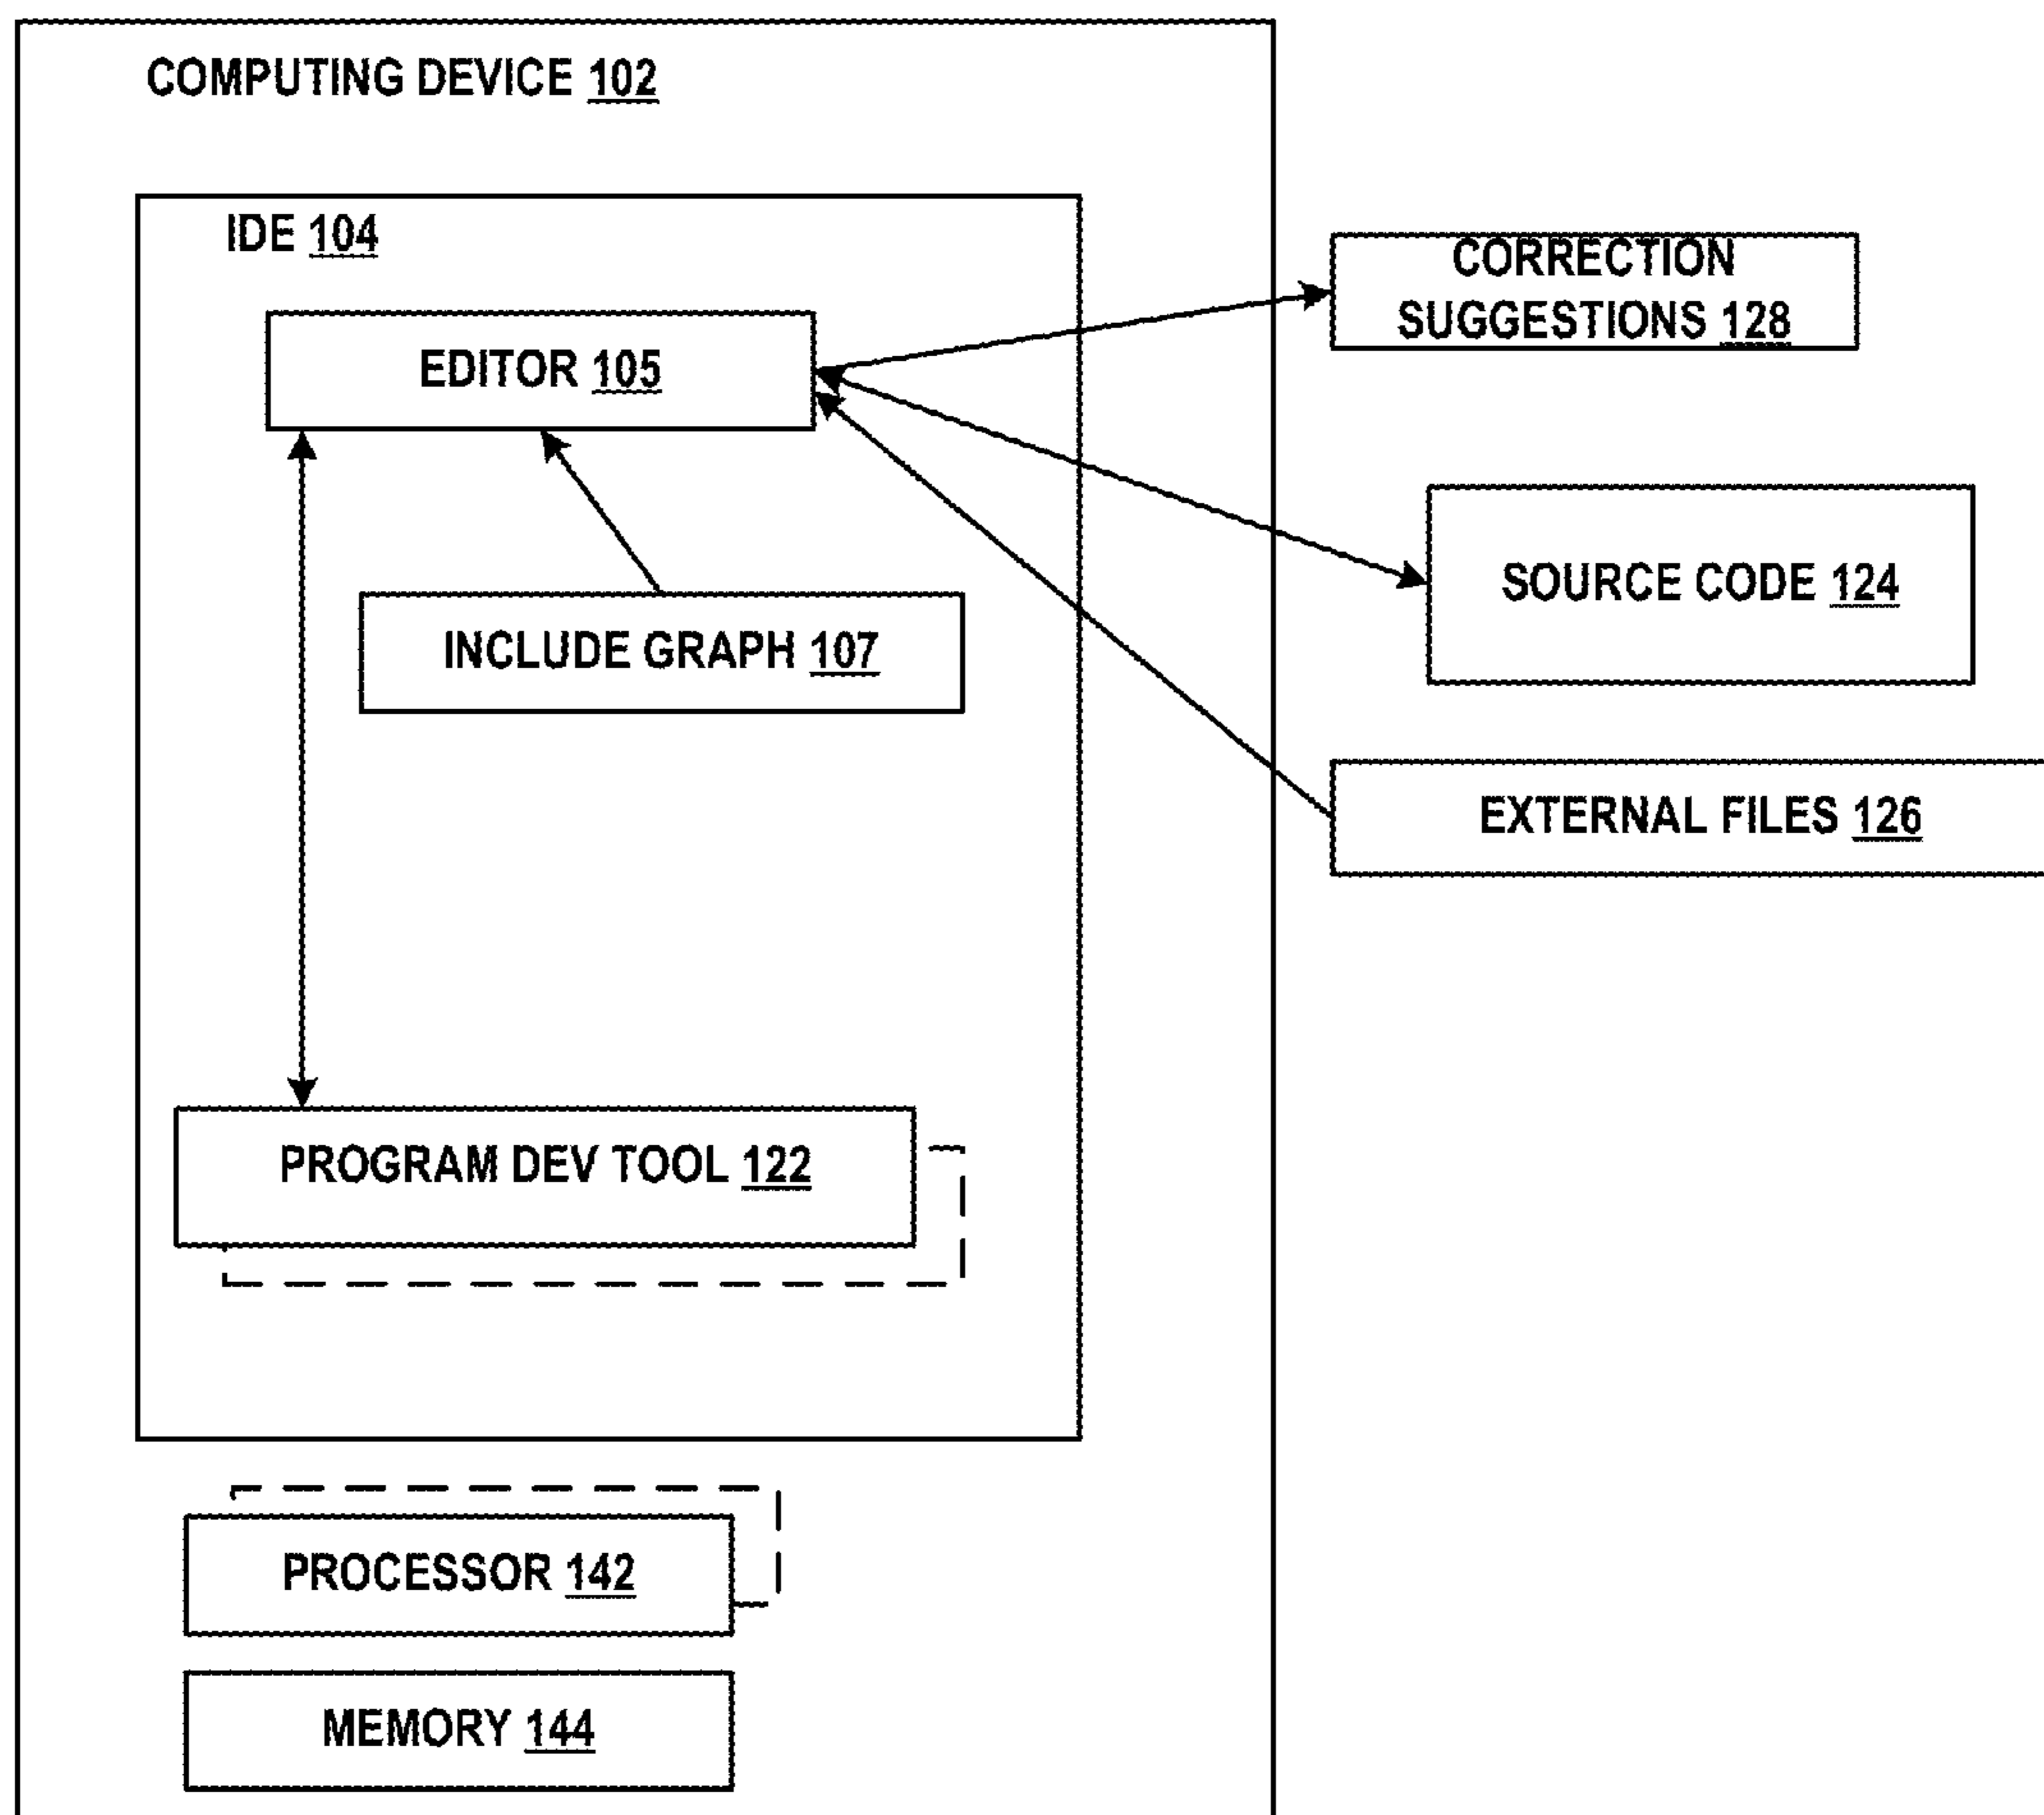 COMPUTING DEVICE 102
IDE 104
EDITOR 105
INCLUDE GRAPH 107
PROGRAM DEV TOOL 122
PROCESSOR 142
MEMORY 144
CORRECTION
SUGGESTIONS 128
SOURCE CODE 124
EXTERNAL FILES 126